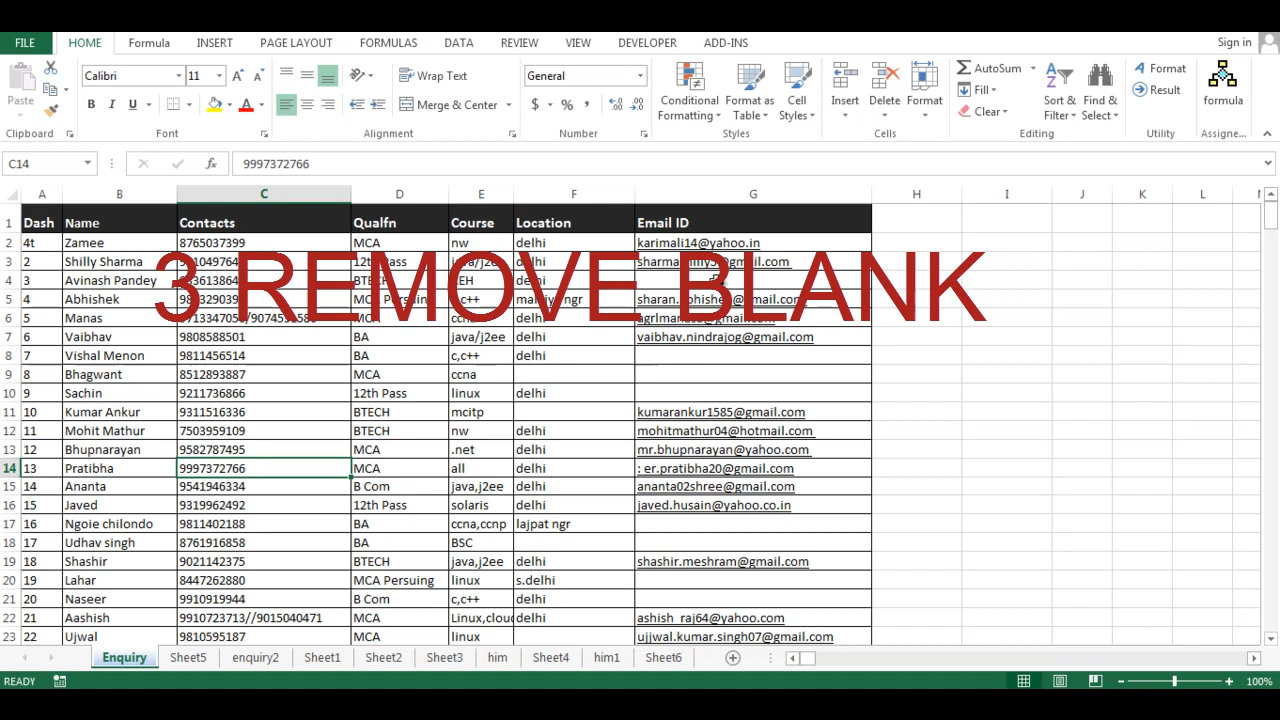 FILE HOME Formula INSERT PAGE LAYOUT FORMULAS DATA REVIEW VIEW DEVELOPER ADD-INS Sign in
Calibri 11 Wrap Text General AutoSum Format
Paste Merge & Center Conditional Formatting Format as Table Cell Styles Insert Delete Format Fill Sort & Filter Find & Select Result formula
Clear
Clipboard Font Alignment Number Styles Cells Editing Utility Assigne...
C14 9997372766
A B C D E F G H I J K L
1 Dash Name Contacts Qualfn Course Location Email ID
2 4t Zamee 8765037399 MCA nw delhi karimali14@yahoo.in
3 2 Shilly Sharma 12th Pass java/j2ee delhi
3 REMOVE BLANK
4 3 Avinash Pandey delhi
5 4 Abhishek MCA Persuing c,c++
6 5 Manas MCA delhi
7 6 Vaibhav 9808588501 BA java/j2ee delhi vaibhav.nindrajog@gmail.com
8 7 Vishal Menon 9811456514 BA c,c++ delhi
9 8 Bhagwant 8512893887 MCA ccna
10 9 Sachin 9211736866 12th Pass linux delhi
11 10 Kumar Ankur 9311516336 BTECH mcitp kumarankur1585@gmail.com
12 11 Mohit Mathur 7503959109 BTECH nw delhi mohitmathur04@hotmail.com
13 12 Bhupnarayan 9582787495 MCA .net delhi mr.bhupnarayan@yahoo.com
14 13 Pratibha 9997372766 MCA all delhi : er.pratibha20@gmail.com
15 14 Ananta 9541946334 B Com java,j2ee delhi ananta02shree@gmail.com
16 15 Javed 9319962492 12th Pass solaris delhi javed.husain@yahoo.co.in
17 16 Ngoie chilondo 9811402188 BA ccna,ccnp lajpat ngr
18 17 Udhav singh 8761916858 BA BSC
19 18 Shashir 9021142375 BTECH java,j2ee delhi shashir.meshram@gmail.com
20 19 Lahar 8447262880 MCA Persuing linux s.delhi
21 20 Naseer 9910919944 B Com c,c++ delhi
22 21 Aashish 9910723713//9015040471 MCA Linux,cloud delhi ashish_raj64@yahoo.com
23 22 Ujwal 9810595187 MCA linux ujjwal.kumar.singh07@gmail.com
Enquiry Sheet5 enquiry2 Sheet1 Sheet2 Sheet3 him Sheet4 him1 Sheet6
READY 100%